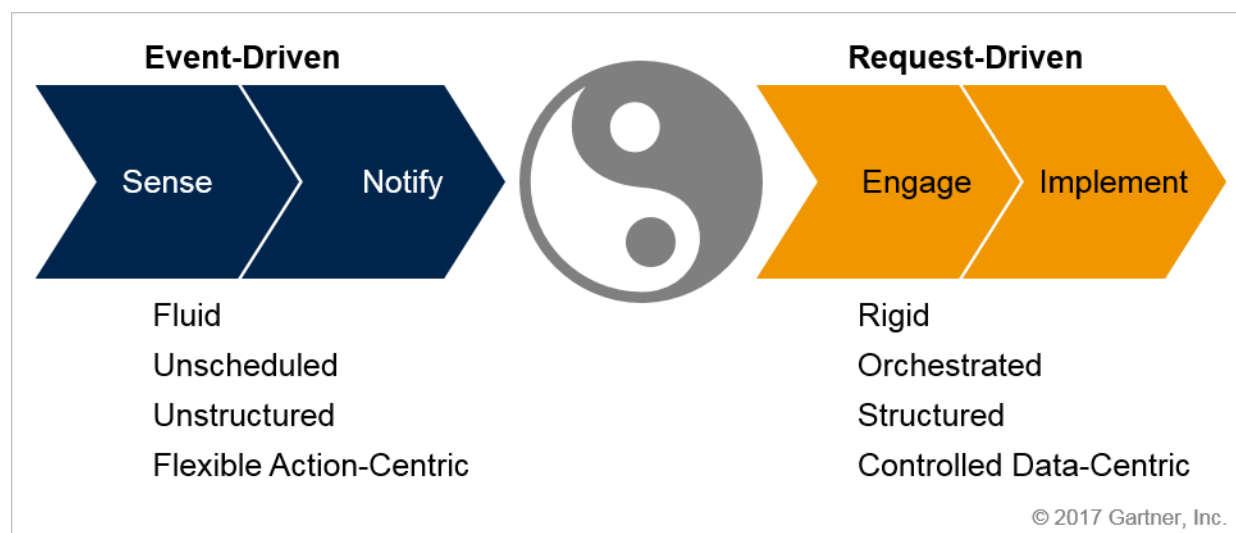 Event-Driven
Sense
Notify
Fluid
Unscheduled
Unstructured
Flexible Action-Centric
Request-Driven
Engage
Implement
Rigid
Orchestrated
Structured
Controlled Data-Centric
© 2017 Gartner, Inc.